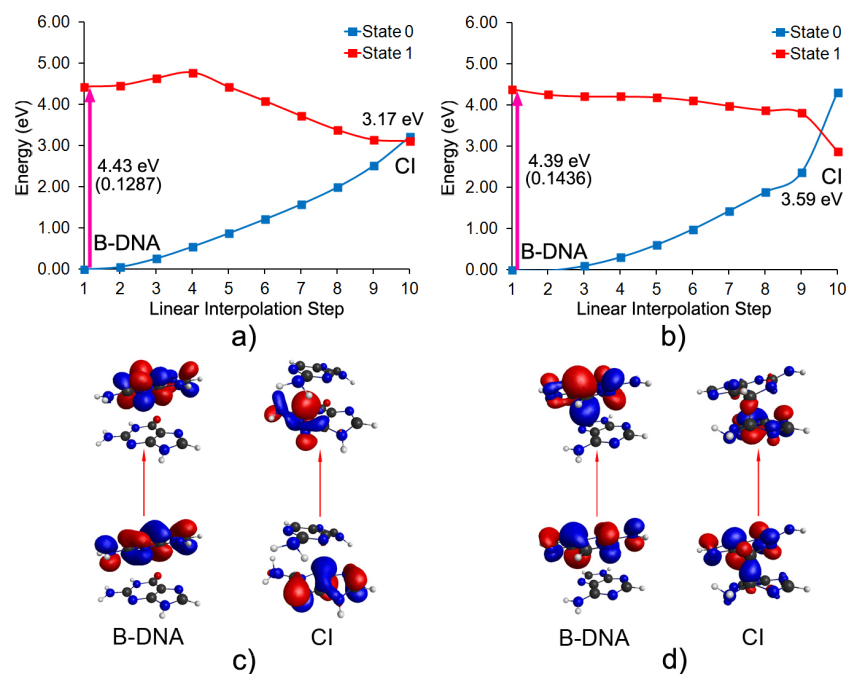 6.00
5.00
4.00
3.00
2.00
1.00
0.00
Energy (eV)
State 0
State 1
3.17 eV
CI
4.43 eV
(0.1287)
B-DNA
1 2 3 4 5 6 7 8 9 10
Linear Interpolation Step
a)
6.00
5.00
4.00
3.00
2.00
1.00
0.00
Energy (eV)
State 0
State 1
4.39 eV
(0.1436)
CI
3.59 eV
B-DNA
1 2 3 4 5 6 7 8 9 10
Linear Interpolation Step
b)
B-DNA
CI
c)
B-DNA
CI
d)